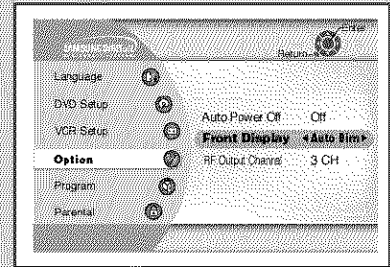 Enter
Return
Language
DVD Setup
VCR Setup
Option
Program
Parental
Auto Power Off Off
Front Display ◄Auto Dim►
RF Output Channel 3 CH